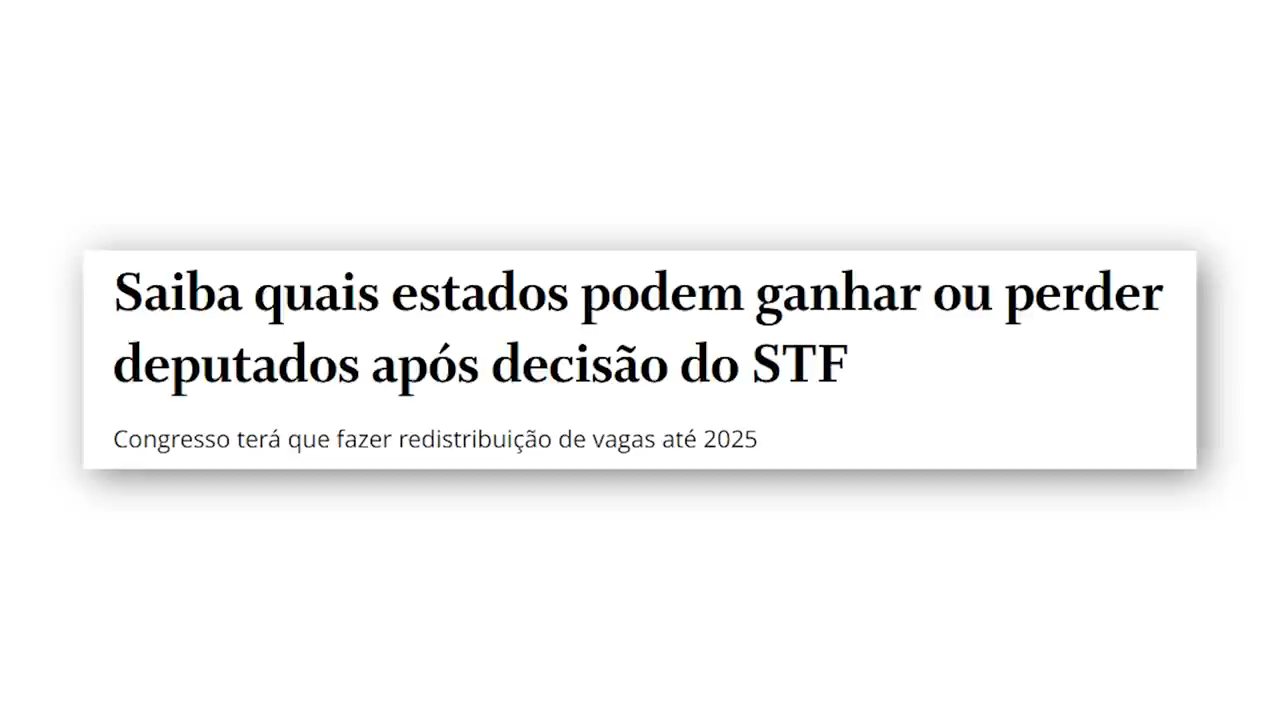 Saiba quais estados podem ganhar ou perder
deputados após decisão do STF
Congresso terá que fazer redistribuição de vagas até 2025